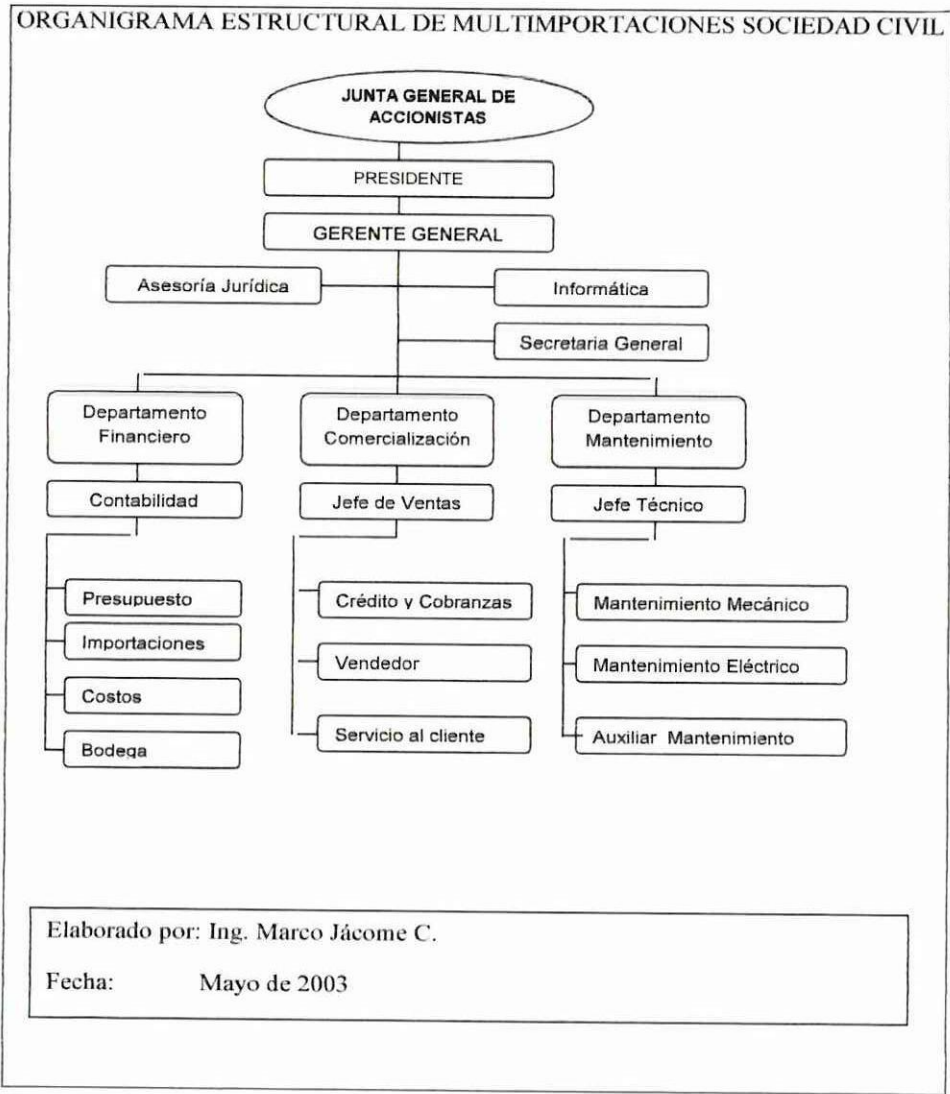 ORGANIGRAMA ESTRUCTURAL DE MULTIMPORTACIONES SOCIEDAD CIVIL
JUNTA GENERAL DE
ACCIONISTAS
PRESIDENTE
GERENTE GENERAL
Asesoría Jurídica
Informática
Secretaria General
Departamento
Financiero
Departamento
Comercialización
Departamento
Mantenimiento
Contabilidad
Jefe de Ventas
Jefe Técnico
Presupuesto
Importaciones
Costos
Bodega
Crédito y Cobranzas
Vendedor
Servicio al cliente
Mantenimiento Mecánico
Mantenimiento Eléctrico
Auxiliar Mantenimiento
Elaborado por: Ing. Marco Jácome C.
Fecha: Mayo de 2003